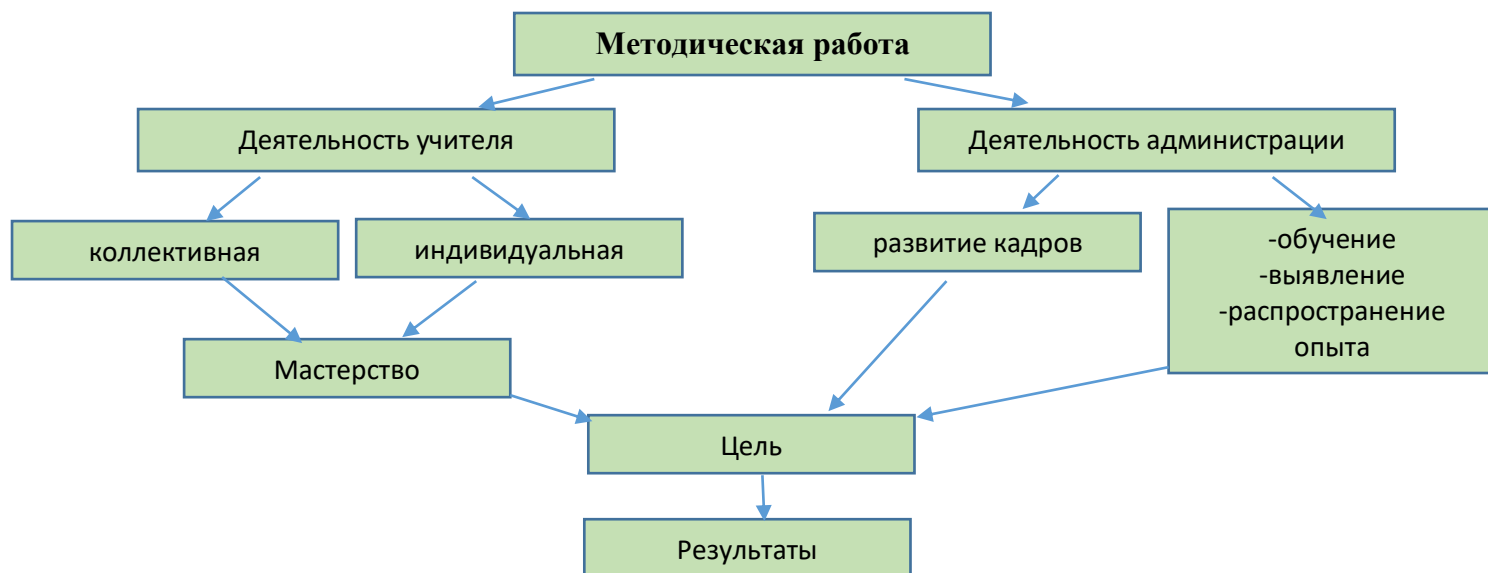 Методическая работа
Деятельность учителя
Деятельность администрации
коллективная
индивидуальная
развитие кадров
-обучение
-выявление
-распространение
опыта
Мастерство
Цель
Результаты